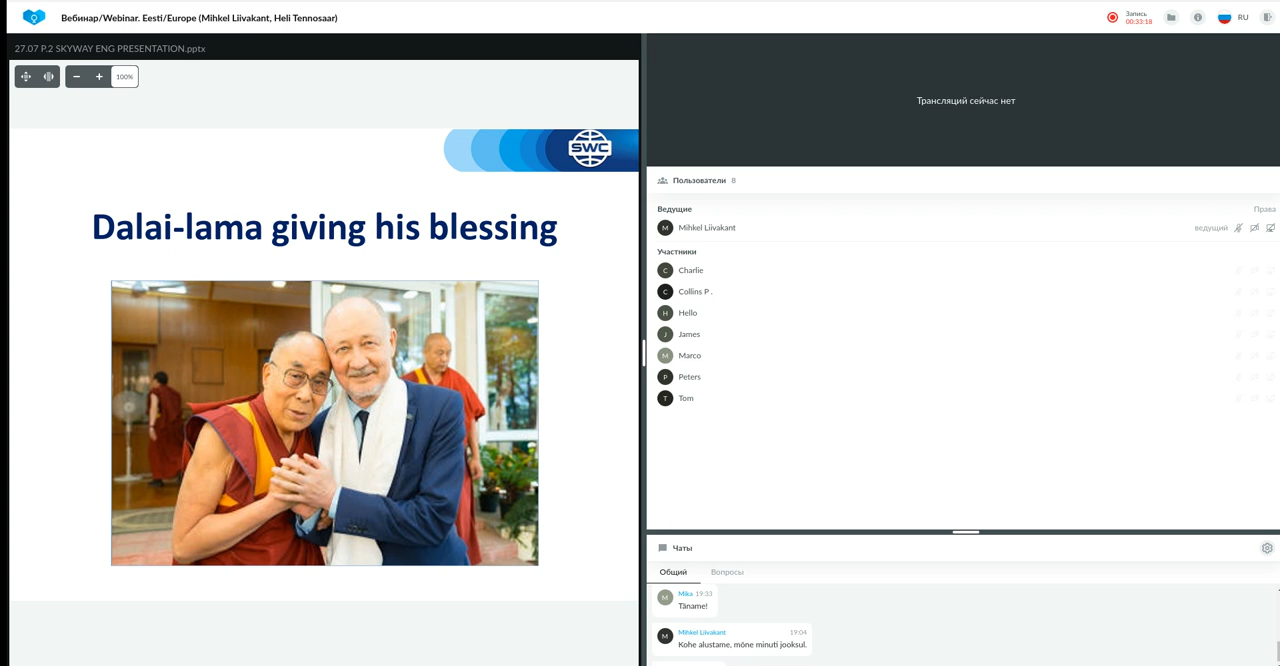 Вебинар/Webinar. Eesti/Europe (Mihkel Liivakant, Heli Tennosaar)
Запись
00:33:18
RU
27.07 P.2 SKYWAY ENG PRESENTATION.pptx
100%
SWC
Dalai-lama giving his blessing
Трансляций сейчас нет
Пользователи 8
Ведущие
Права
M Mihkel Liivakant
ведущий
Участники
C Charlie
C Collins P .
H Hello
J James
M Marco
P Peters
T Tom
Чаты
Общий
Вопросы
M Mika 19:33
Täname!
M Mihkel Liivakant 19:04
Kohe alustame, mõne minuti jooksul.